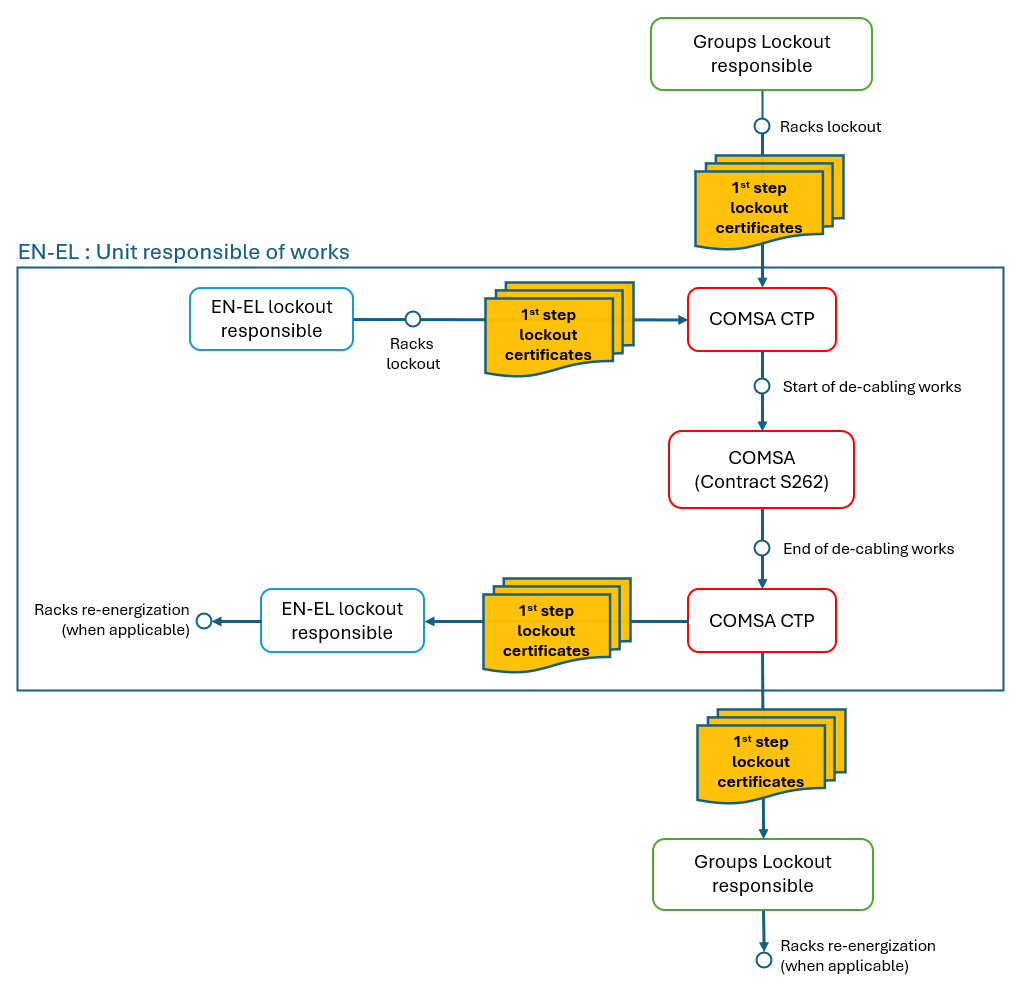 Groups Lockout
responsible
Racks lockout
1st step
lockout
certificates
EN-EL : Unit responsible of works
EN-EL lockout
responsible
Racks
lockout
1st step
lockout
certificates
COMSA CTP
Start of de-cabling works
COMSA
(Contract S262)
End of de-cabling works
Racks re-energization
(when applicable)
EN-EL lockout
responsible
1st step
lockout
certificates
COMSA CTP
1st step
lockout
certificates
Groups Lockout
responsible
Racks re-energization
(when applicable)